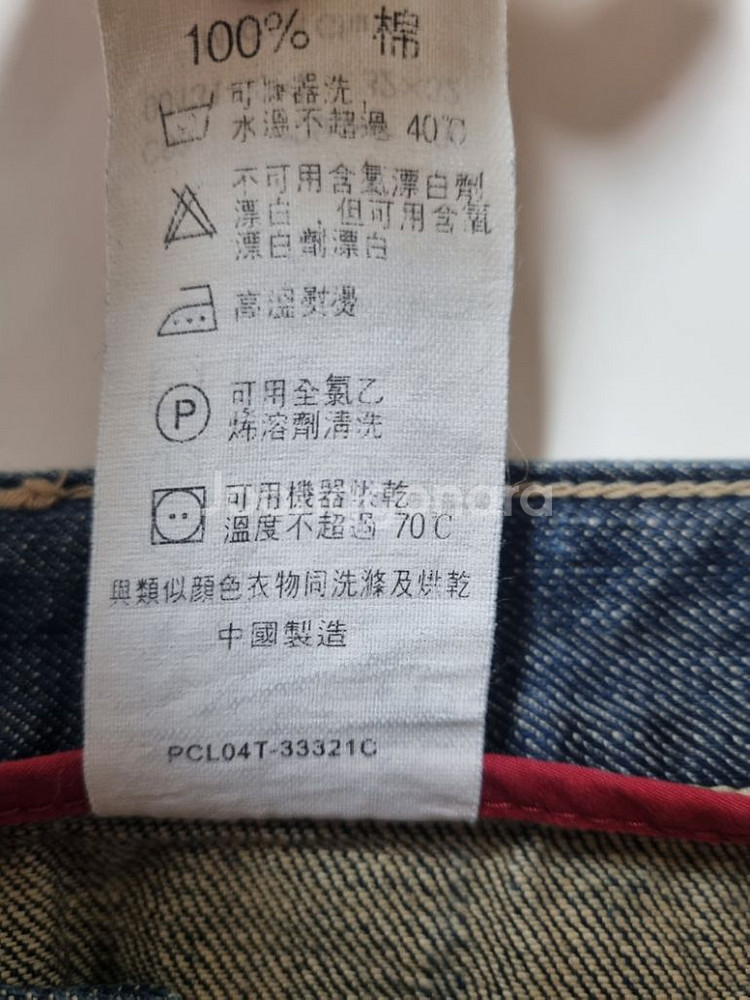 100% 棉
可機器洗,
水溫不超過 40℃
不可用含氯漂白劑
漂白,但可用含氧
漂白劑漂白
高溫熨燙
P
可用全氯乙
烯溶劑清洗
可用機器烘乾
溫度不超過 70℃
與類似顏色衣物同洗滌及烘乾
中國製造
PCL04T-33321C